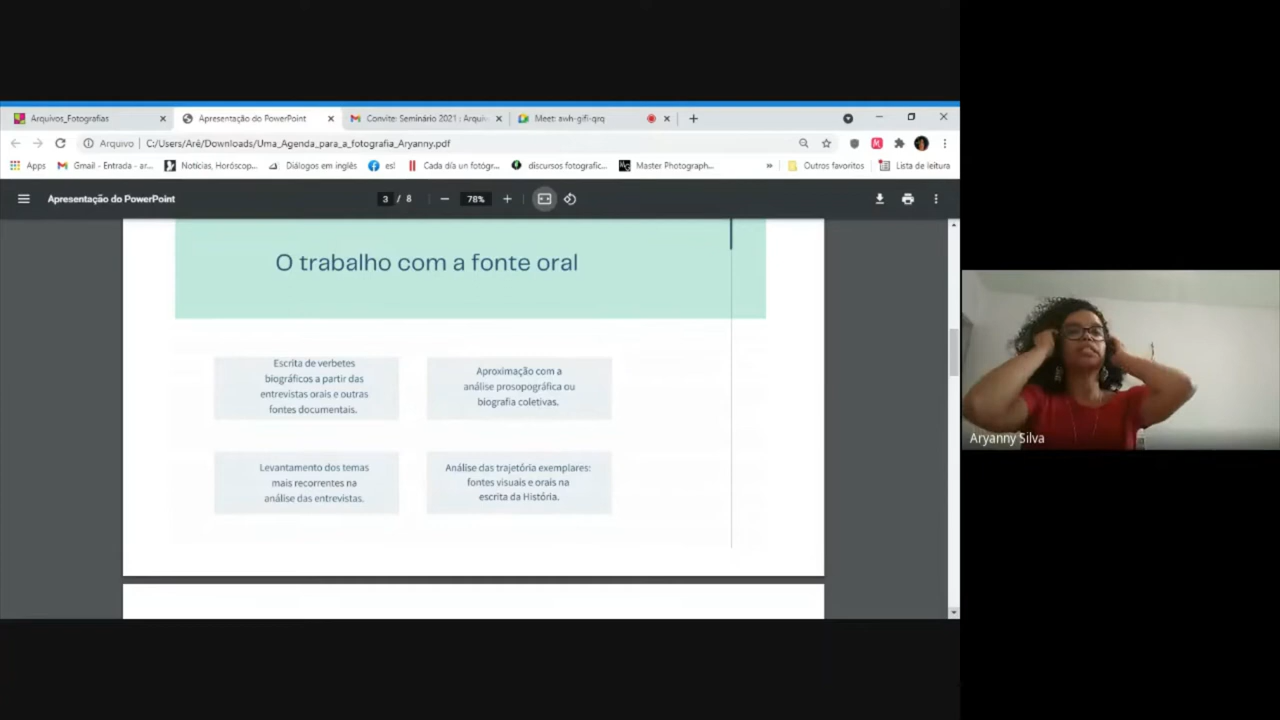 Arquivos_Fotografias
Apresentação do PowerPoint
Convite: Seminário 2021 : Arqui
Meet: awh-gifi-qrq
Arquivo
C:/Users/Arê/Downloads/Uma_Agenda_para_a_fotografia_Aryanny.pdf
Apps
Gmail - Entrada - ar...
Notícias, Horóscop...
Diálogos em inglês
es!
Cada día un fotógr...
discursos fotografic...
Master Photograph...
»
Outros favoritos
Lista de leitura
Apresentação do PowerPoint
3 / 8
78%
O trabalho com a fonte oral
Escrita de verbetes
biográficos a partir das
entrevistas orais e outras
fontes documentais.
Aproximação com a
análise prosopográfica ou
biografia coletivas.
Levantamento dos temas
mais recorrentes na
análise das entrevistas.
Análise das trajetória exemplares:
fontes visuais e orais na
escrita da História.
Aryanny Silva